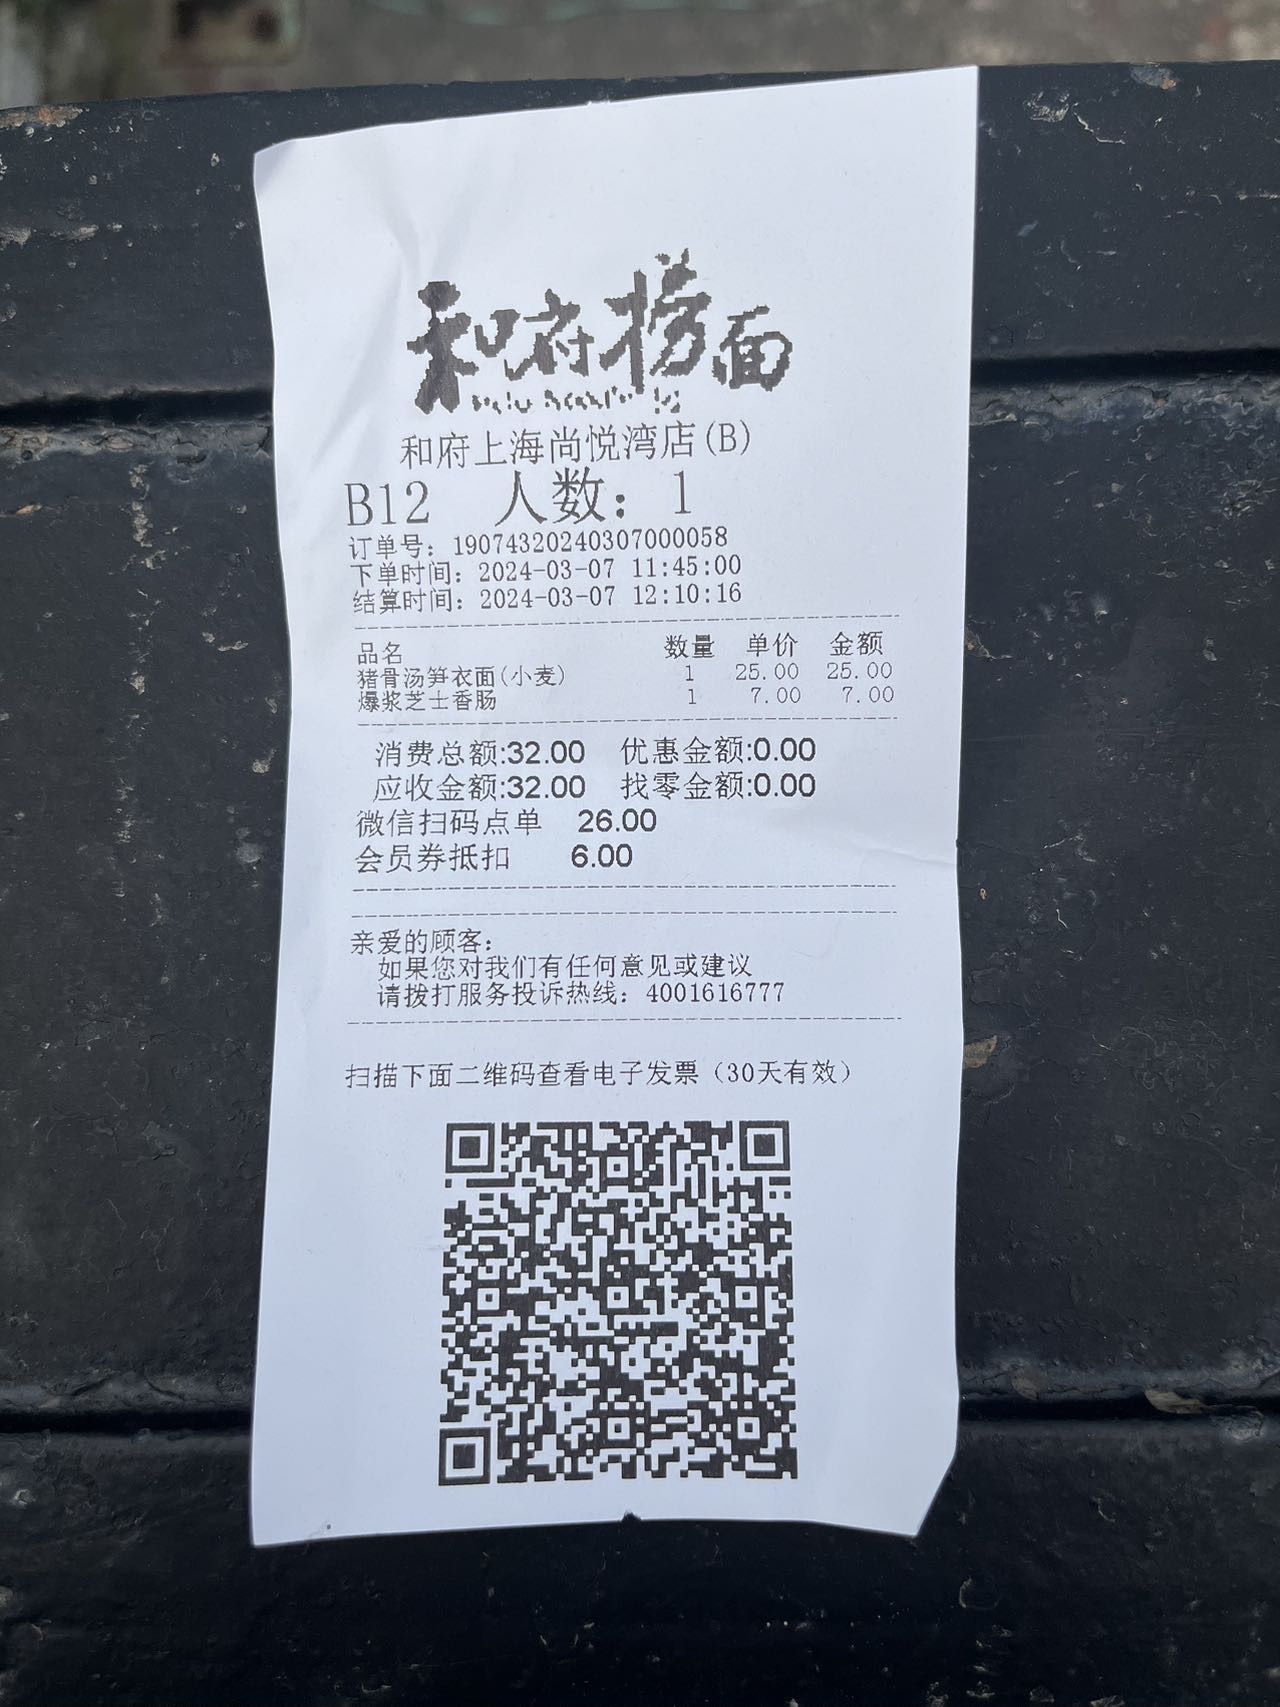 和府捞面
和府上海尚悦湾店(B)
B12 人数: 1
订单号: 19074320240307000058
下单时间: 2024-03-07 11:45:00
结算时间: 2024-03-07 12:10:16
品名 数量 单价 金额
猪骨汤笋衣面(小麦) 1 25.00 25.00
爆浆芝士香肠 1 7.00 7.00
消费总额:32.00 优惠金额:0.00
应收金额:32.00 找零金额:0.00
微信扫码点单 26.00
会员券抵扣 6.00
亲爱的顾客:
如果您对我们有任何意见或建议
请拨打服务投诉热线: 4001616777
扫描下面二维码查看电子发票（30天有效）